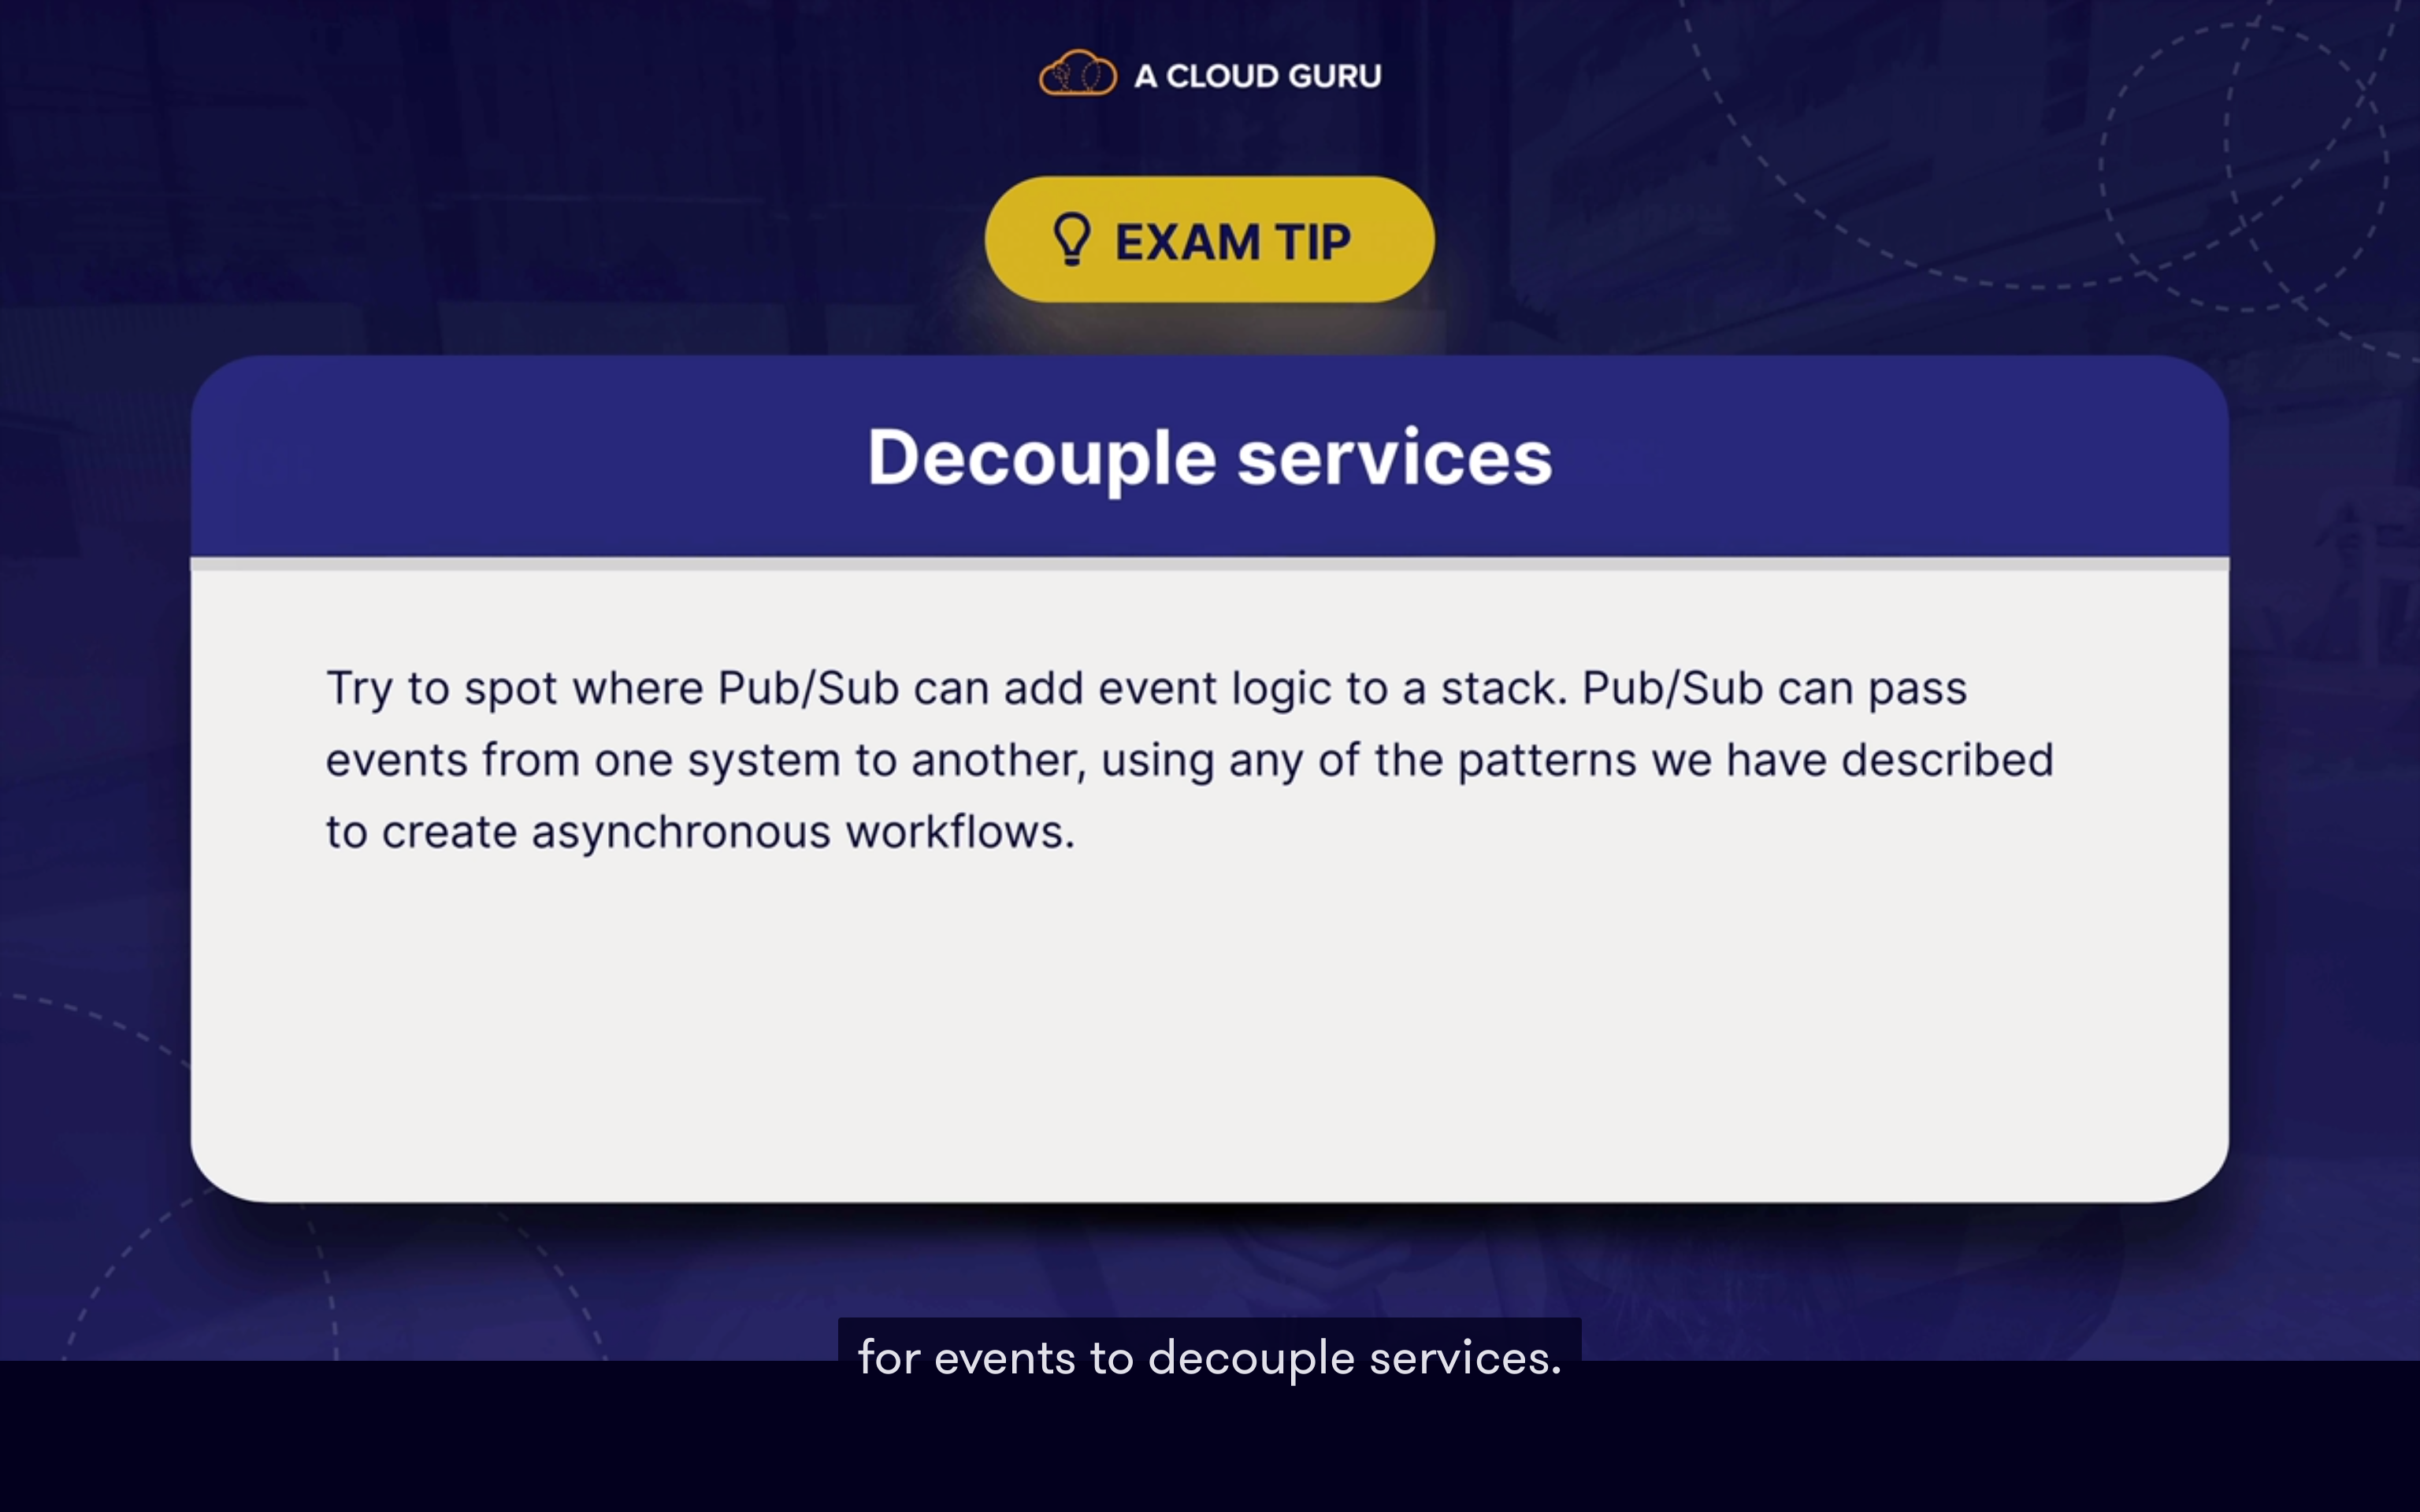 A CLOUD GURU
EXAM TIP
Decouple services
Try to spot where Pub/Sub can add event logic to a stack. Pub/Sub can pass
events from one system to another, using any of the patterns we have described
to create asynchronous workflows.
for events to decouple services.